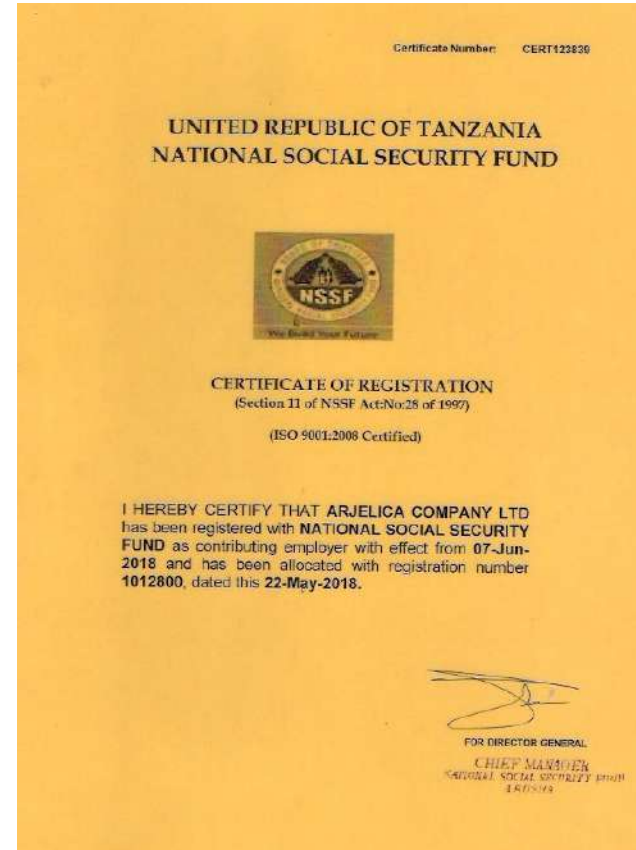 Certificate Number: CERT123839
UNITED REPUBLIC OF TANZANIA
NATIONAL SOCIAL SECURITY FUND
NSSF
We Build Your Future
CERTIFICATE OF REGISTRATION
(Section 11 of NSSF Act:No:28 of 1997)
(ISO 9001:2008 Certified)
I HEREBY CERTIFY THAT ARJELICA COMPANY LTD
has been registered with NATIONAL SOCIAL SECURITY
FUND as contributing employer with effect from 07-Jun-
2018 and has been allocated with registration number
1012800, dated this 22-May-2018.
FOR DIRECTOR GENERAL
CHIEF MANAGER
NATIONAL SOCIAL SECURITY FUND
ARUSHA